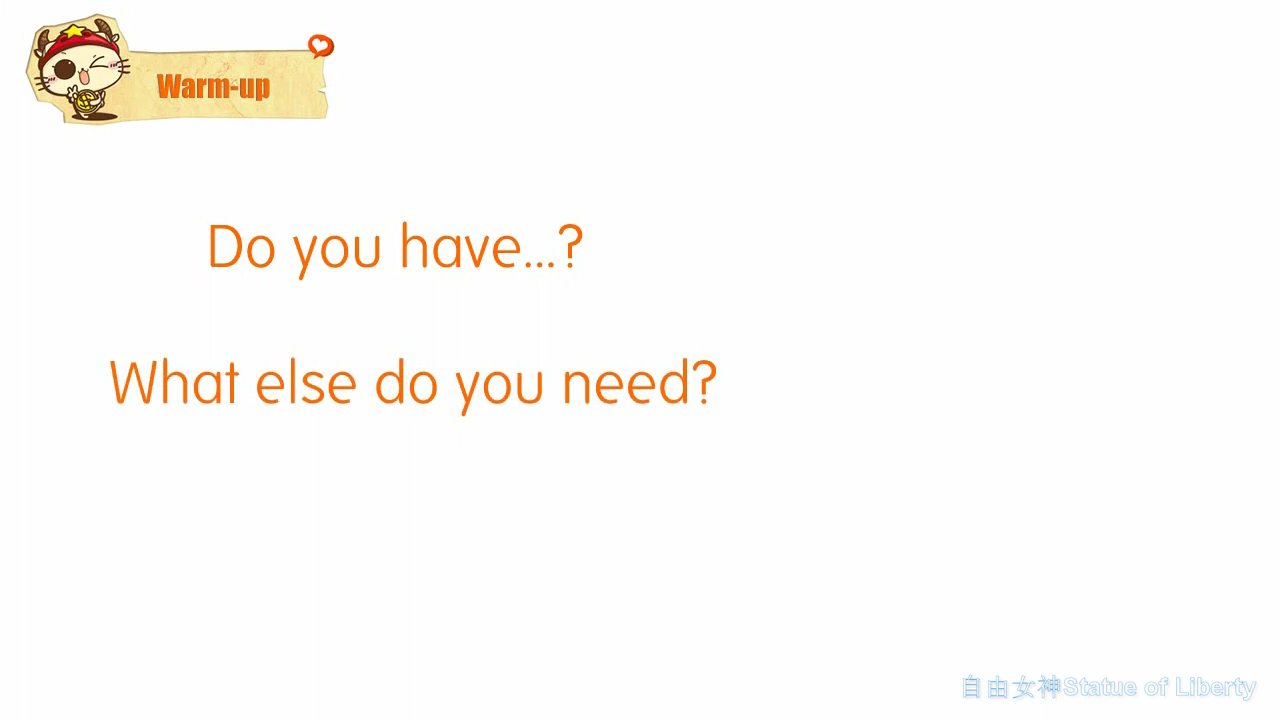 Warm-up
Do you have...?
What else do you need?
自由女神Statue of Liberty